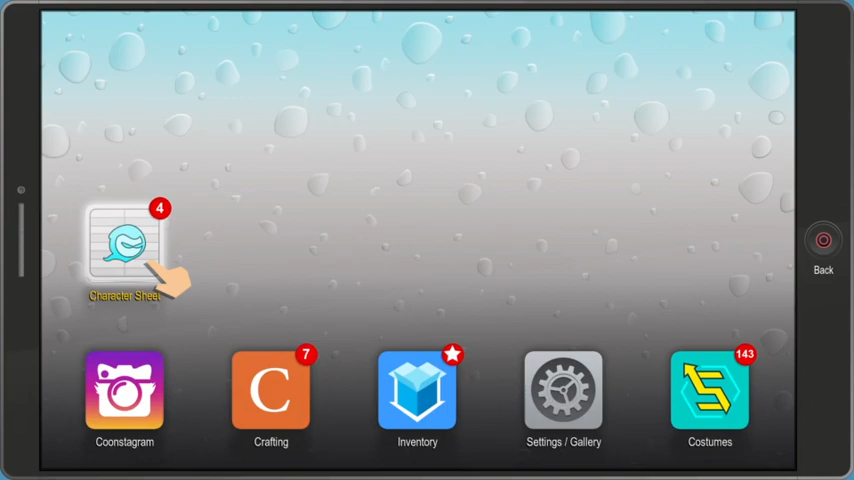 4
Character Sheet
Back
7
143
C
Coonstagram
Crafting
Inventory
Settings / Gallery
Costumes